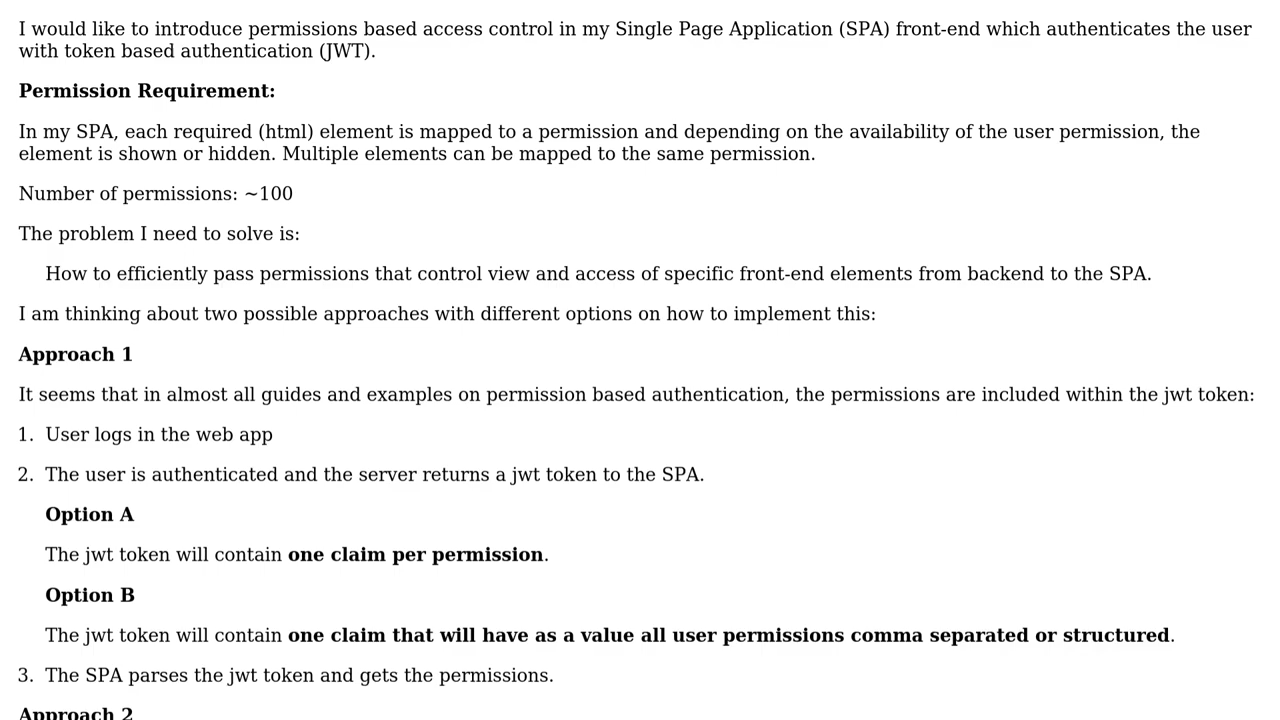 I would like to introduce permissions based access control in my Single Page Application (SPA) front-end which authenticates the user
with token based authentication (JWT).
Permission Requirement:
In my SPA, each required (html) element is mapped to a permission and depending on the availability of the user permission, the
element is shown or hidden. Multiple elements can be mapped to the same permission.
Number of permissions: ~100
The problem I need to solve is:
How to efficiently pass permissions that control view and access of specific front-end elements from backend to the SPA.
I am thinking about two possible approaches with different options on how to implement this:
Approach 1
It seems that in almost all guides and examples on permission based authentication, the permissions are included within the jwt token:
1. User logs in the web app
2. The user is authenticated and the server returns a jwt token to the SPA.
Option A
The jwt token will contain one claim per permission.
Option B
The jwt token will contain one claim that will have as a value all user permissions comma separated or structured.
3. The SPA parses the jwt token and gets the permissions.
Approach 2